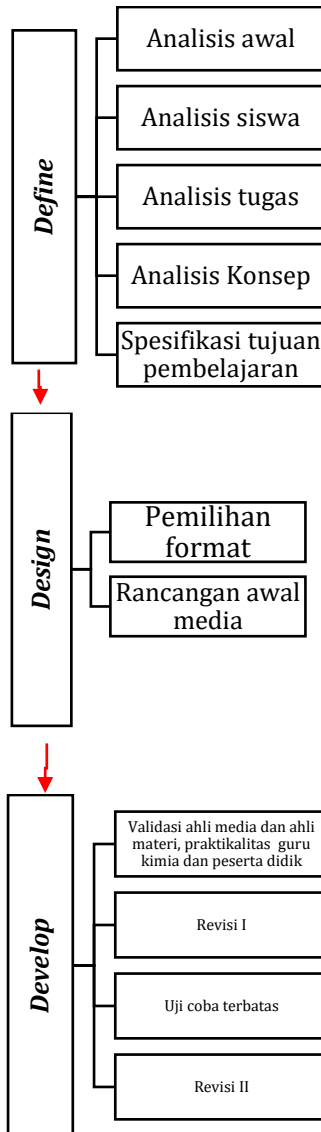 Define
Analisis awal
Analisis siswa
Analisis tugas
Analisis Konsep
Spesifikasi tujuan
pembelajaran
Design
Pemilihan
format
Rancangan awal
media
Develop
Validasi ahli media dan ahli
materi, praktikalitas guru
kimia dan peserta didik
Revisi I
Uji coba terbatas
Revisi II